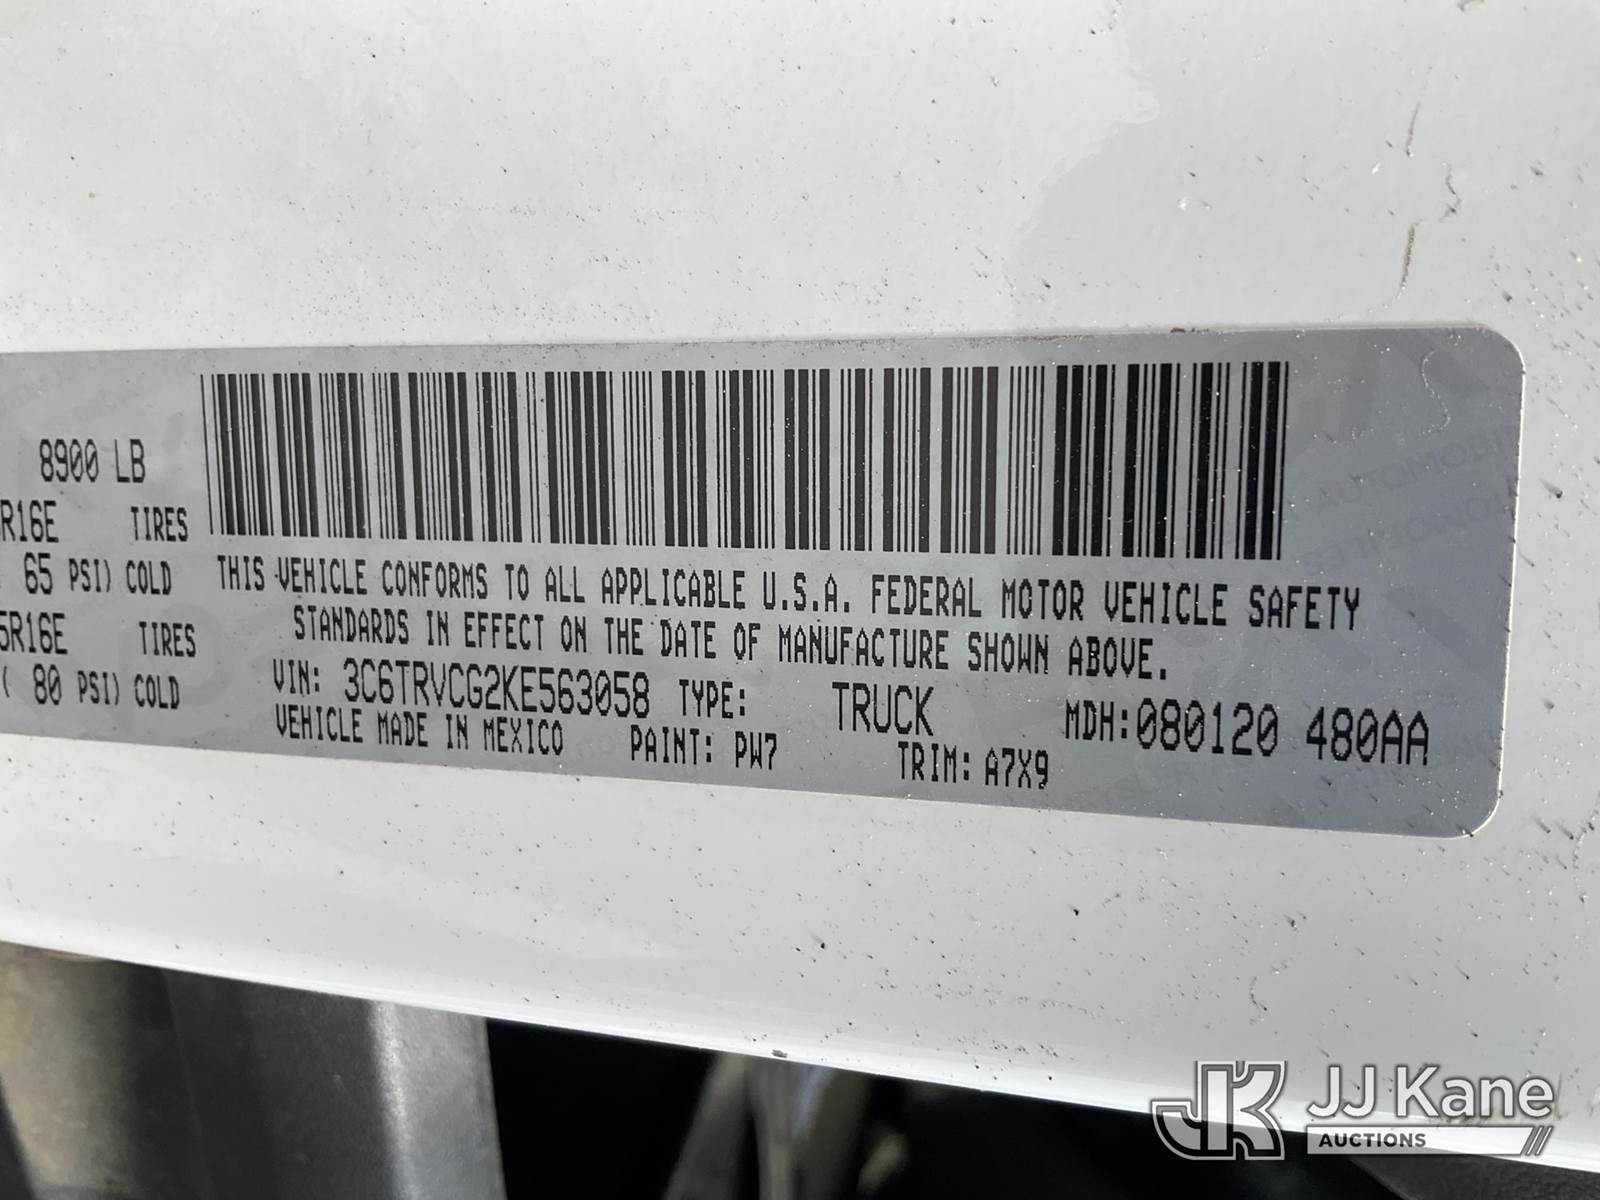 8900 LB
R16E TIRES
65 PSI) COLD
5R16E TIRES
( 80 PSI) COLD
THIS VEHICLE CONFORMS TO ALL APPLICABLE U.S.A. FEDERAL MOTOR VEHICLE SAFETY
STANDARDS IN EFFECT ON THE DATE OF MANUFACTURE SHOWN ABOVE.
VIN: 3C6TRVCG2KE563058 TYPE: TRUCK MDH:080120 480AA
VEHICLE MADE IN MEXICO PAINT: PW7 TRIM: A7X9
JK JJ Kane
AUCTIONS